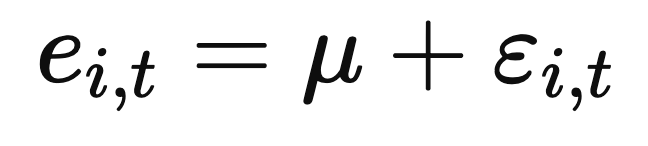 e_{i,t} = μ + ε_{i,t}